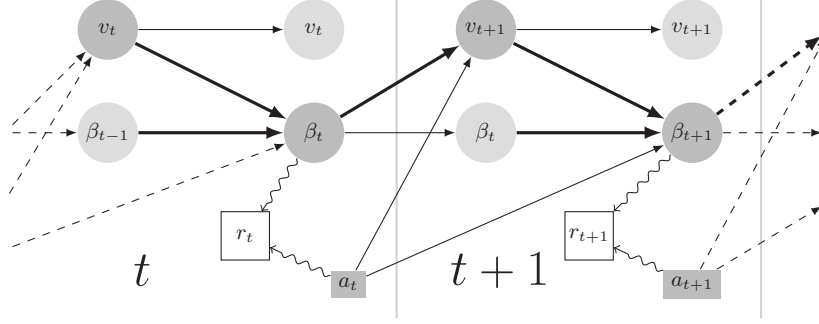 v_t v_t v_{t+1} v_{t+1}
β_{t−1} β_t β_t β_{t+1}
r_t r_{t+1}
t a_t t + 1 a_{t+1}